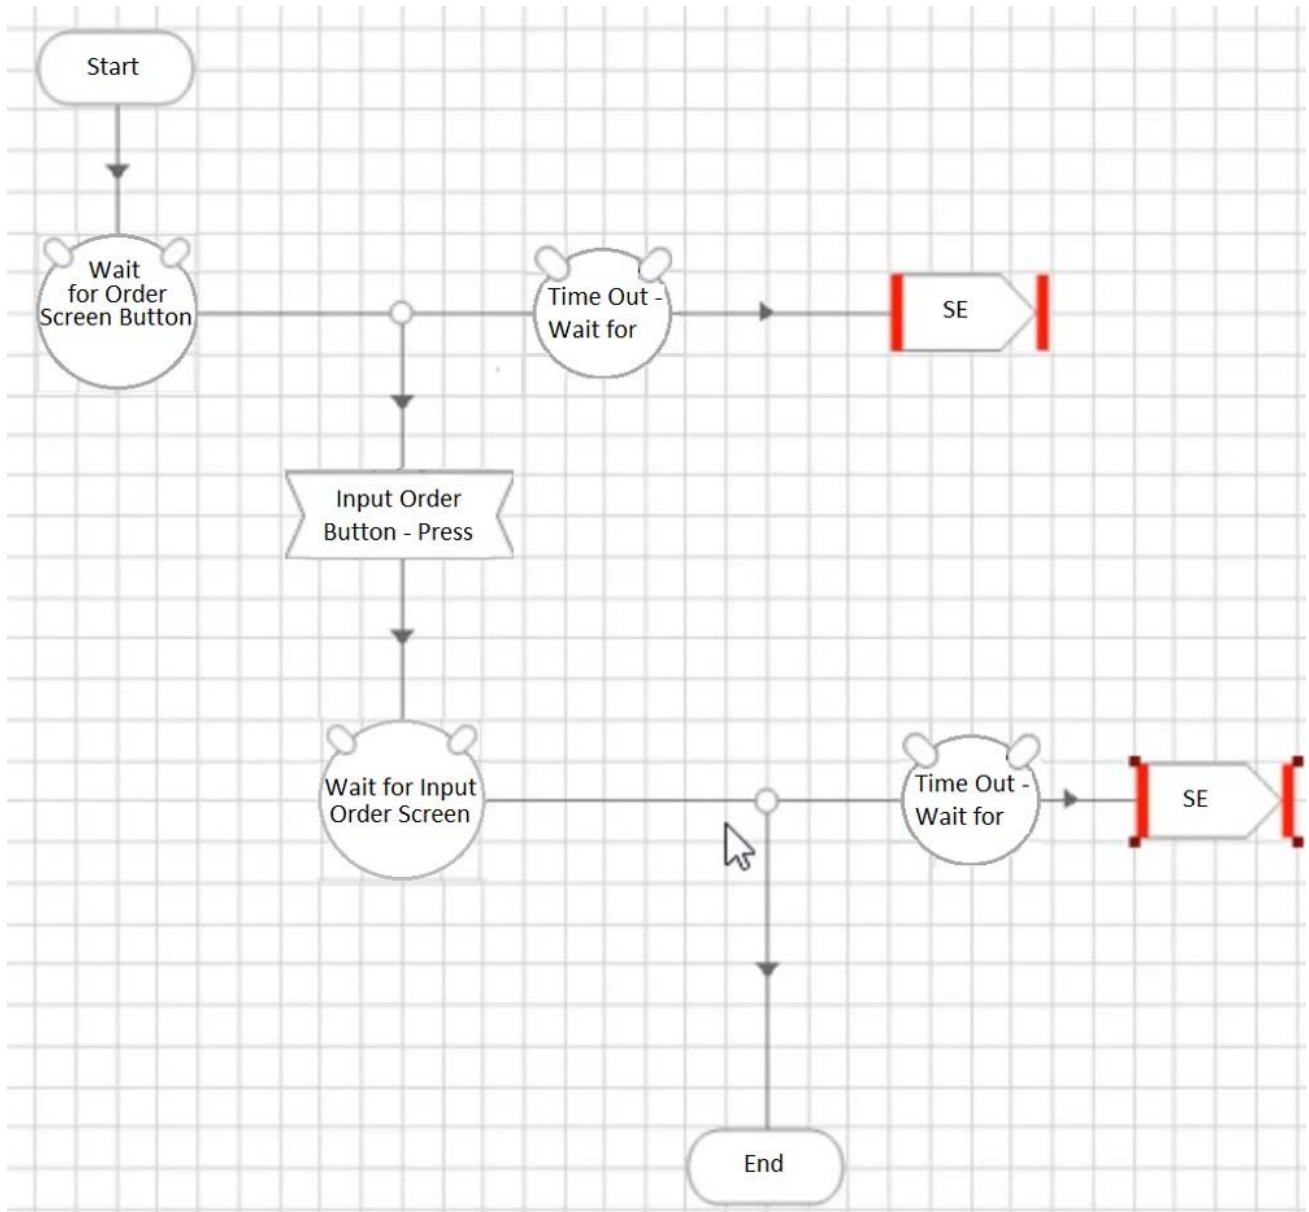 Start
Wait
for Order
Screen Button
Time Out -
Wait for
SE
Input Order
Button - Press
Wait for Input
Order Screen
Time Out -
Wait for
SE
End